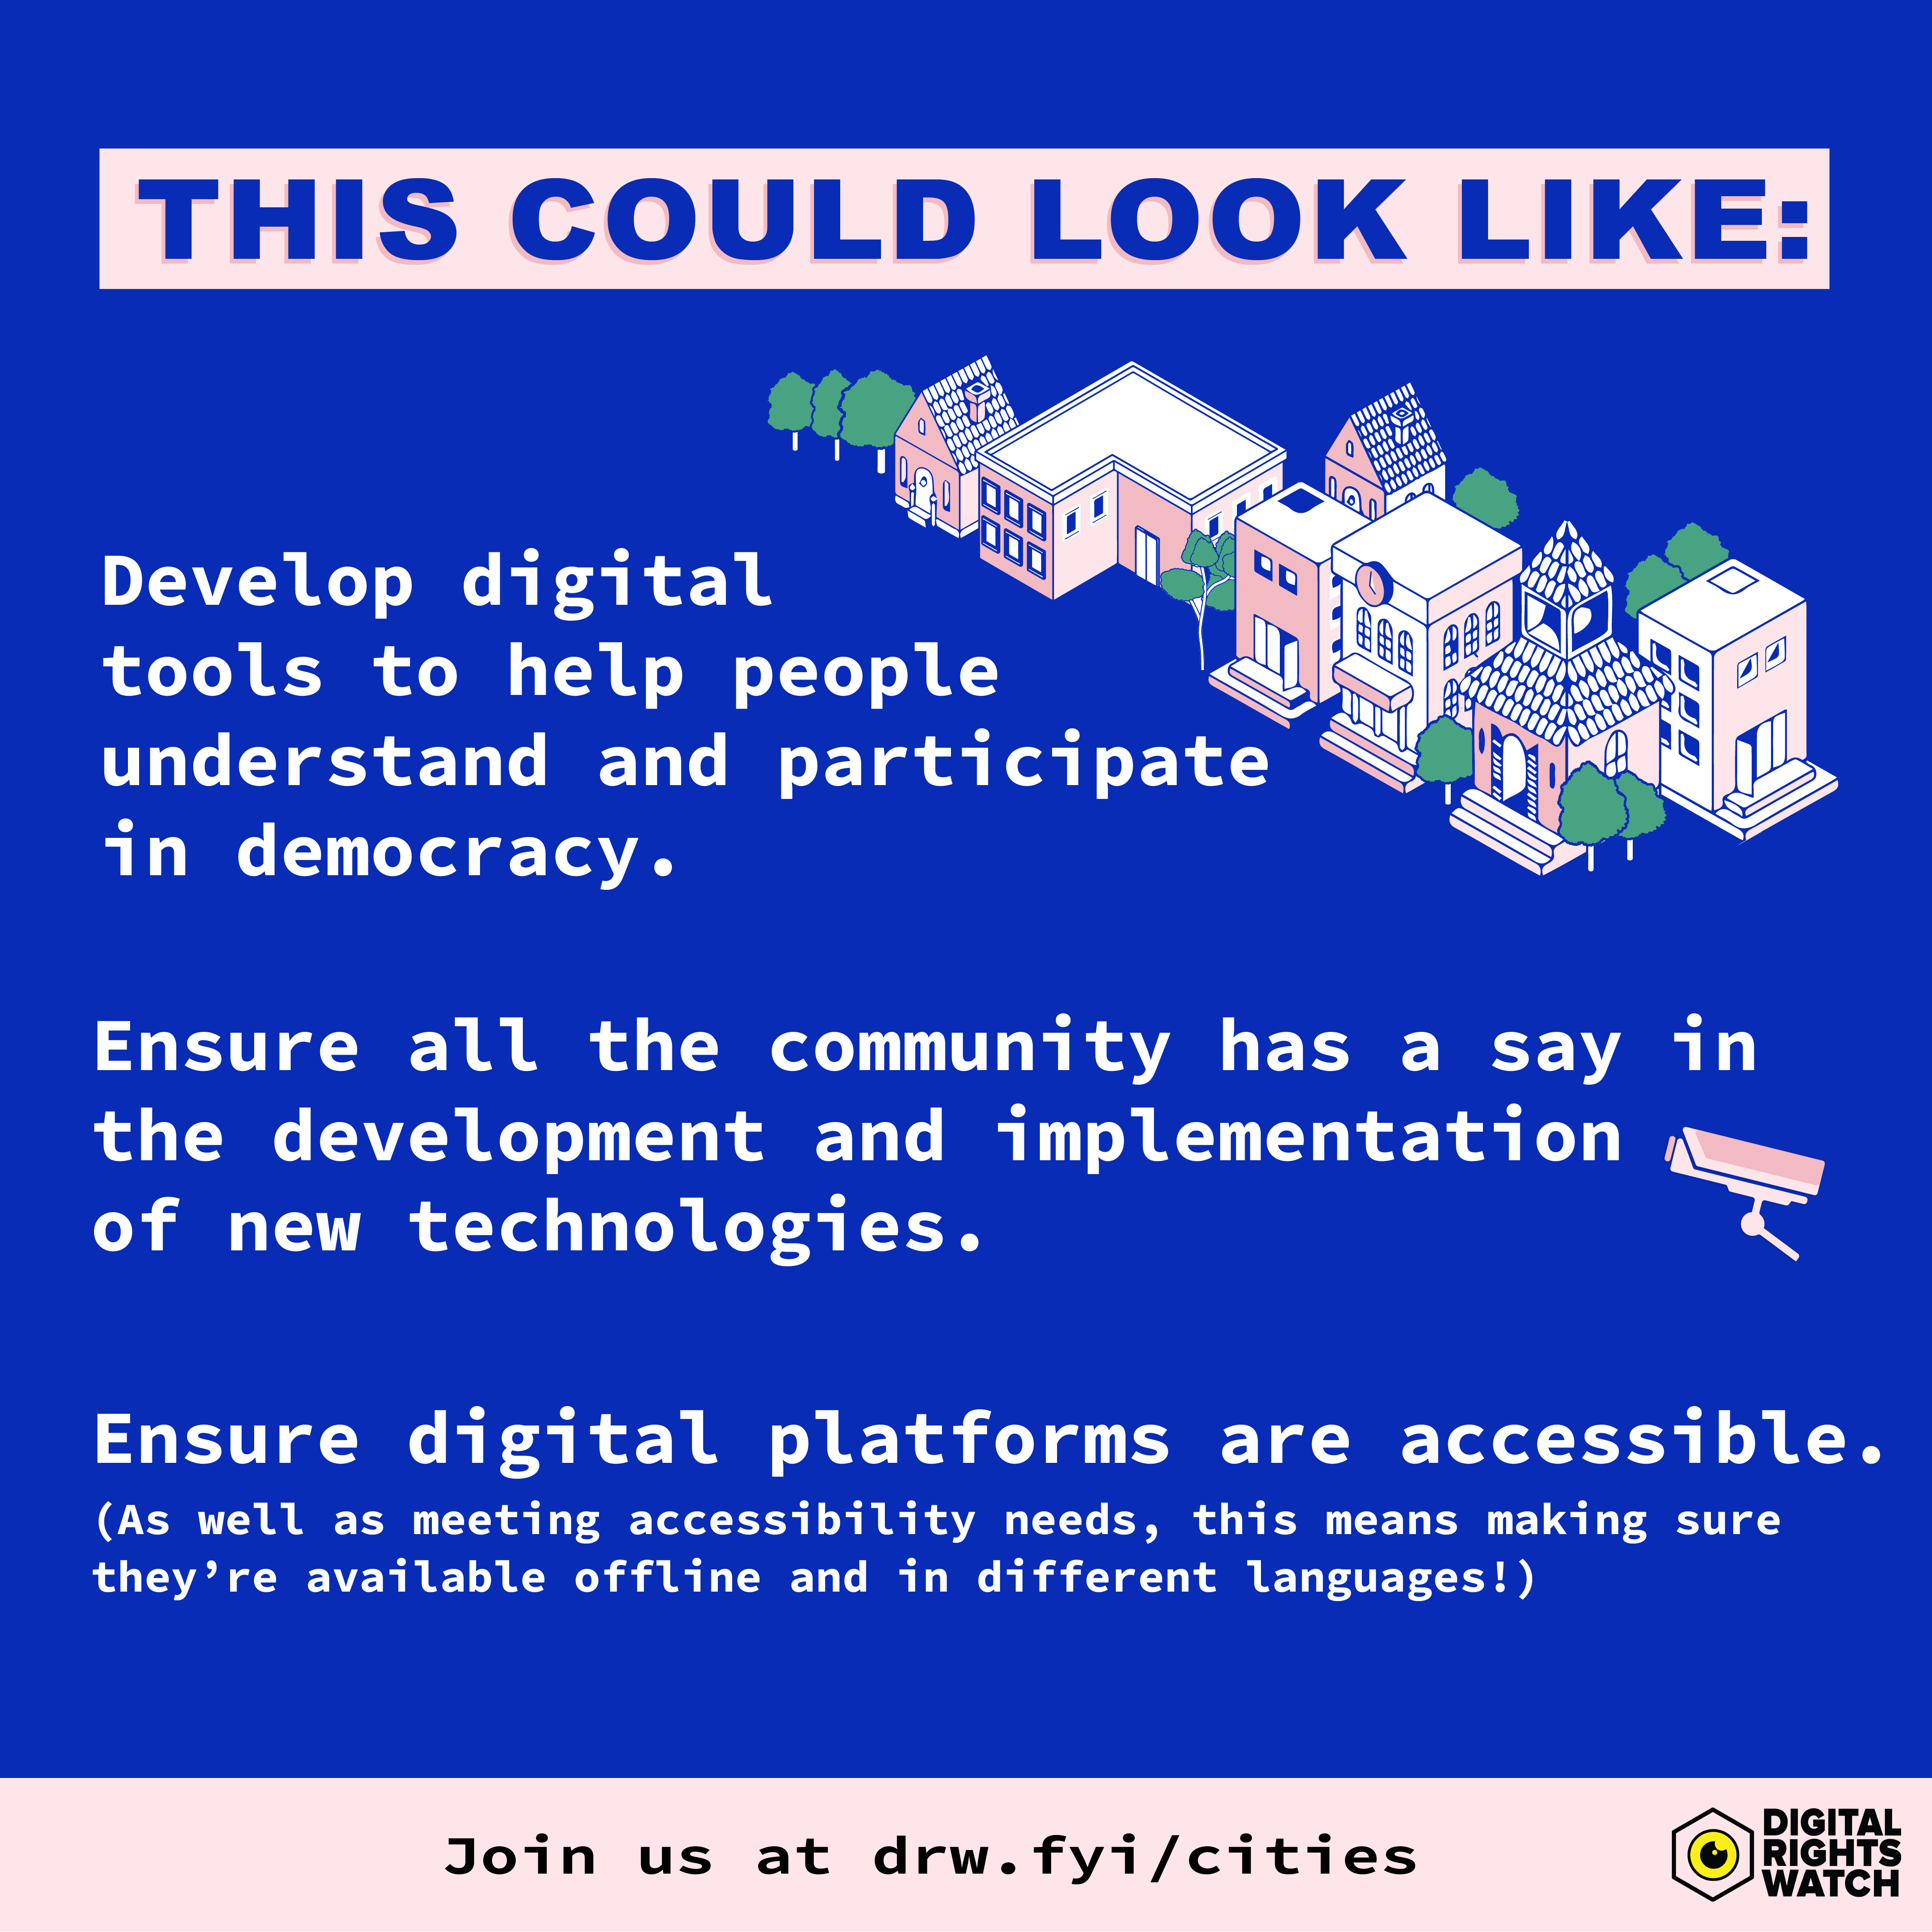 THIS COULD LOOK LIKE:
Develop digital
tools to help people
understand and participate
in democracy.
Ensure all the community has a say in
the development and implementation
of new technologies.
Ensure digital platforms are accessible.
(As well as meeting accessibility needs, this means making sure
they’re available offline and in different languages!)
Join us at drw.fyi/cities
DIGITAL
RIGHTS
WATCH